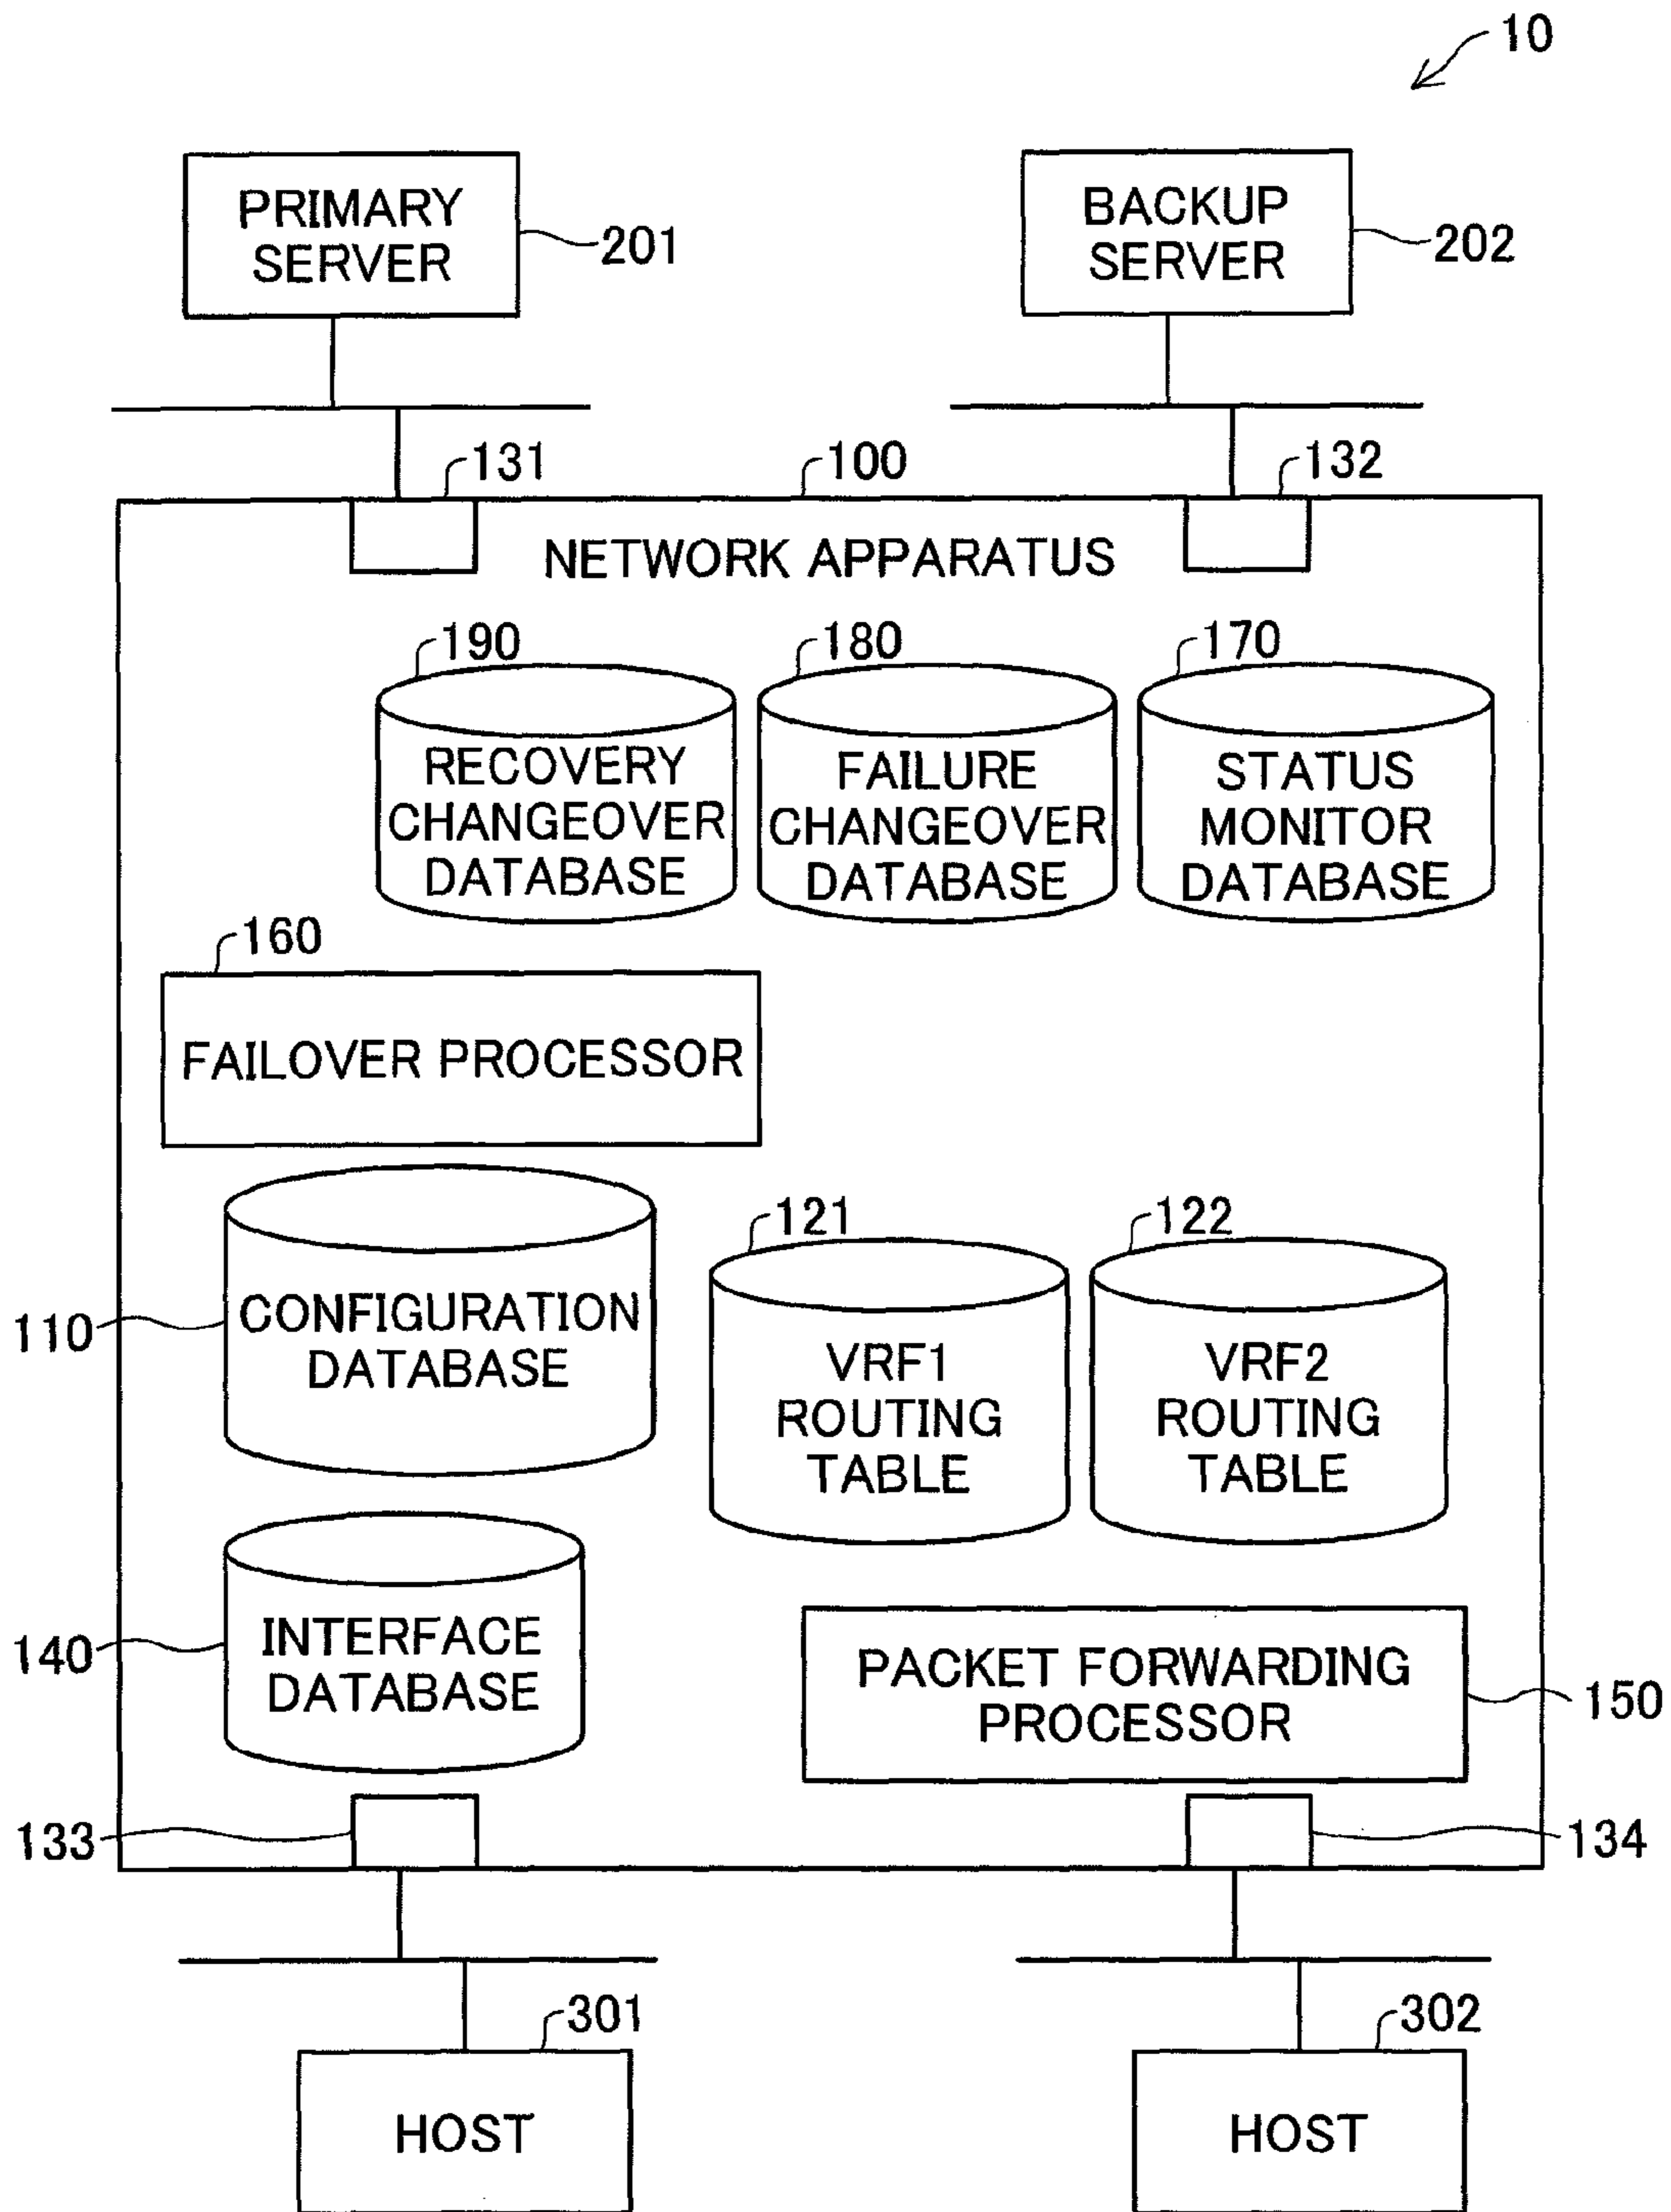 10
PRIMARY
SERVER
201
BACKUP
SERVER
202
131
100
132
NETWORK APPARATUS
190
180
170
RECOVERY
CHANGEOVER
DATABASE
FAILURE
CHANGEOVER
DATABASE
STATUS
MONITOR
DATABASE
160
FAILOVER PROCESSOR
110
CONFIGURATION
DATABASE
121
122
VRF1
ROUTING
TABLE
VRF2
ROUTING
TABLE
140
INTERFACE
DATABASE
PACKET FORWARDING
PROCESSOR
150
133
134
301
302
HOST
HOST